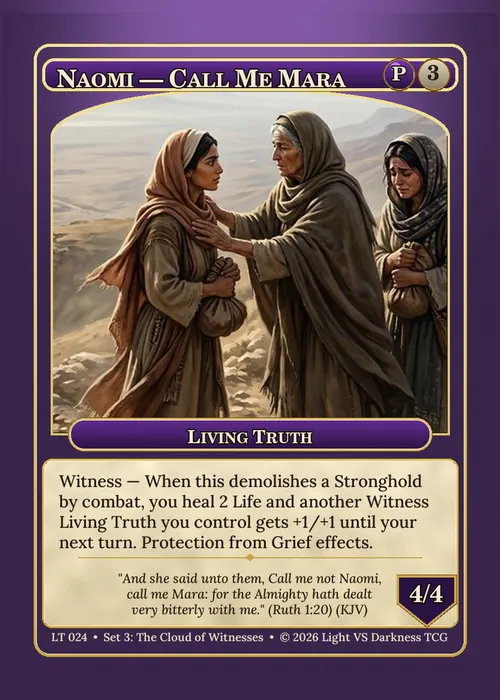 NAOMI — CALL ME MARA P 3
LIVING TRUTH
Witness — When this demolishes a Stronghold
by combat, you heal 2 Life and another Witness
Living Truth you control gets +1/+1 until your
next turn. Protection from Grief effects.
"And she said unto them, Call me not Naomi,
call me Mara: for the Almighty hath dealt
very bitterly with me." (Ruth 1:20) (KJV)
4/4
LT 024 • Set 3: The Cloud of Witnesses • © 2026 Light VS Darkness TCG